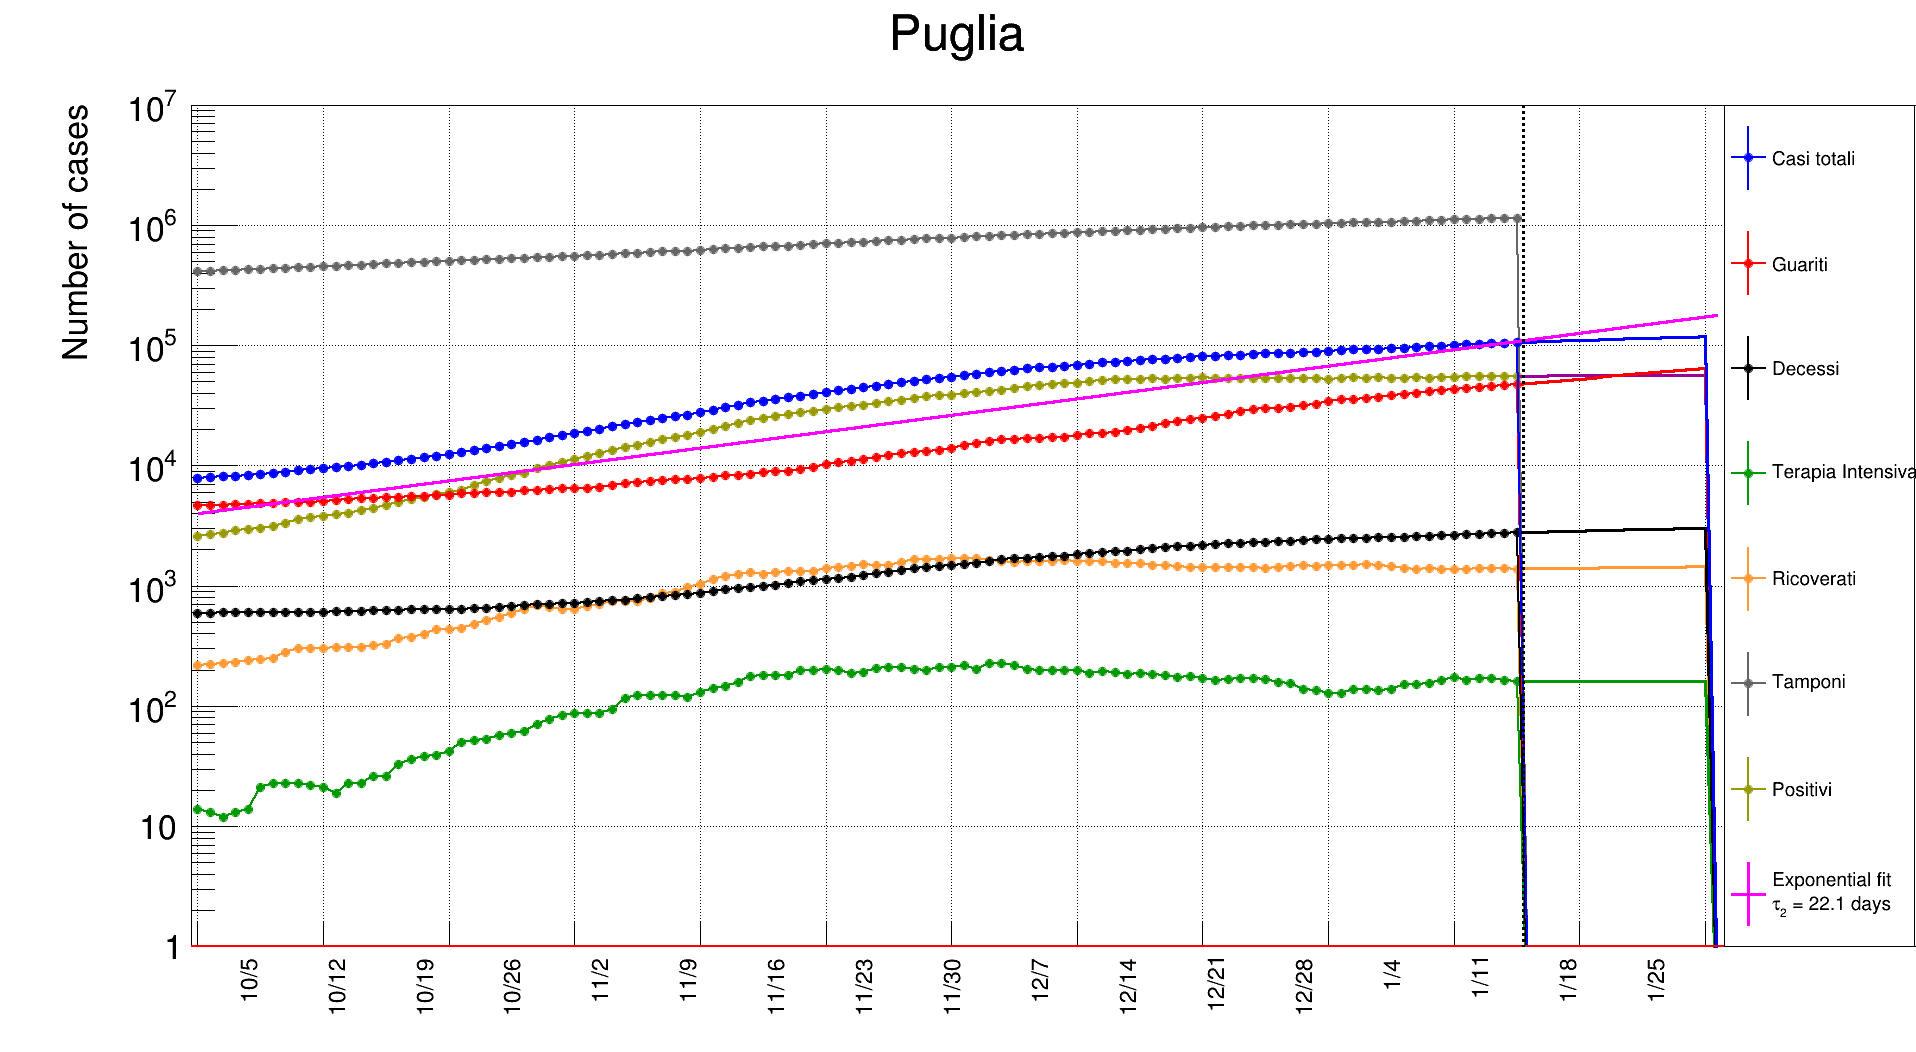 Puglia
Number of cases
10^7
10^6
10^5
10^4
10^3
10^2
10
1
10/5
10/12
10/19
10/26
11/2
11/9
11/16
11/23
11/30
12/7
12/14
12/21
12/28
1/4
1/11
1/18
1/25
Casi totali
Guariti
Decessi
Terapia Intensiva
Ricoverati
Tamponi
Positivi
Exponential fit
τ_2 = 22.1 days